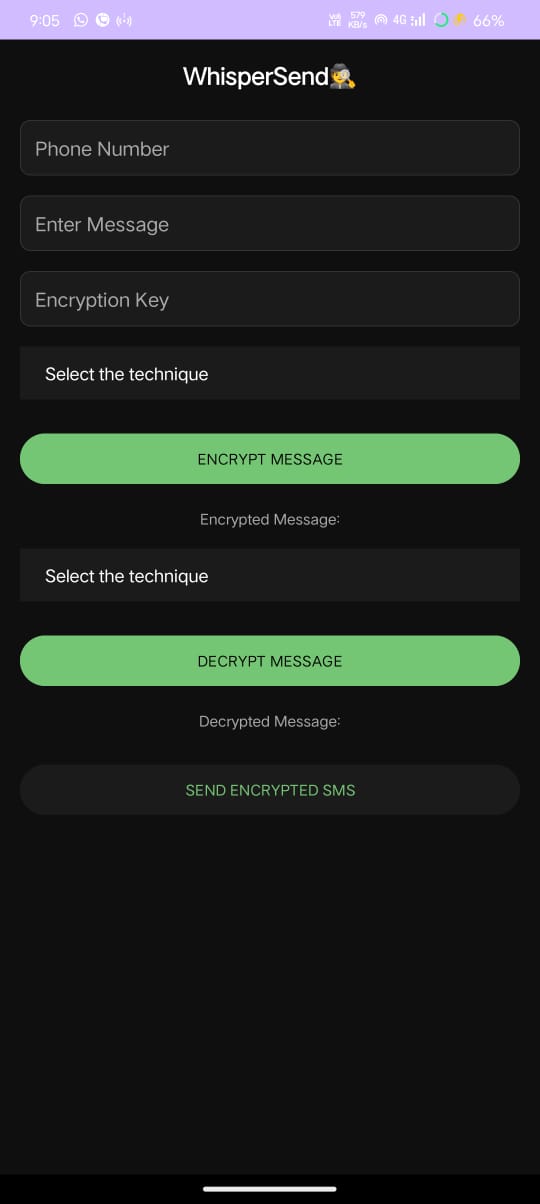 9:05 Vo) LTE 579 KB/s 4G 66%
WhisperSend🕵
Phone Number
Enter Message
Encryption Key
Select the technique
ENCRYPT MESSAGE
Encrypted Message:
Select the technique
DECRYPT MESSAGE
Decrypted Message:
SEND ENCRYPTED SMS